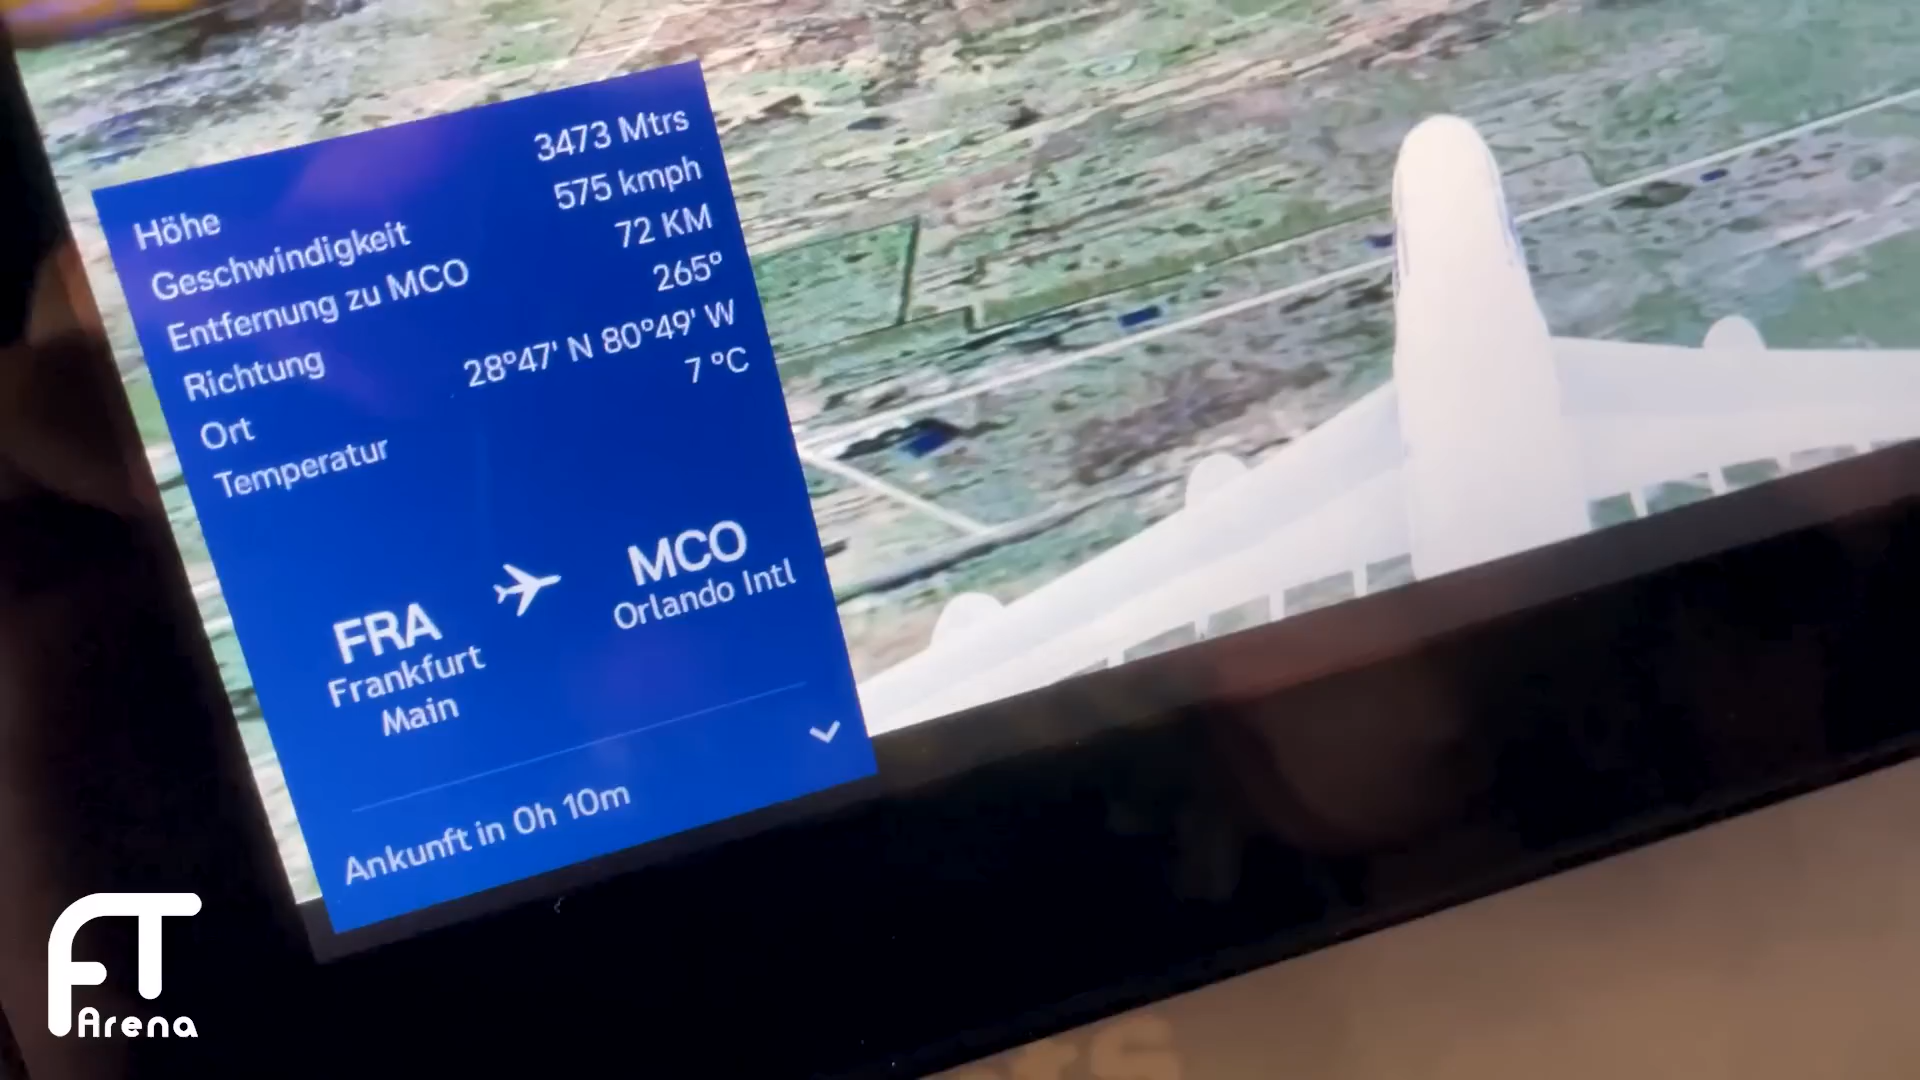 Höhe 3473 Mtrs
Geschwindigkeit 575 kmph
Entfernung zu MCO 72 KM
Richtung 265°
Ort 28°47' N 80°49' W
Temperatur 7 °C
FRA
Frankfurt
Main
MCO
Orlando Intl
Ankunft in 0h 10m
FT
Arena